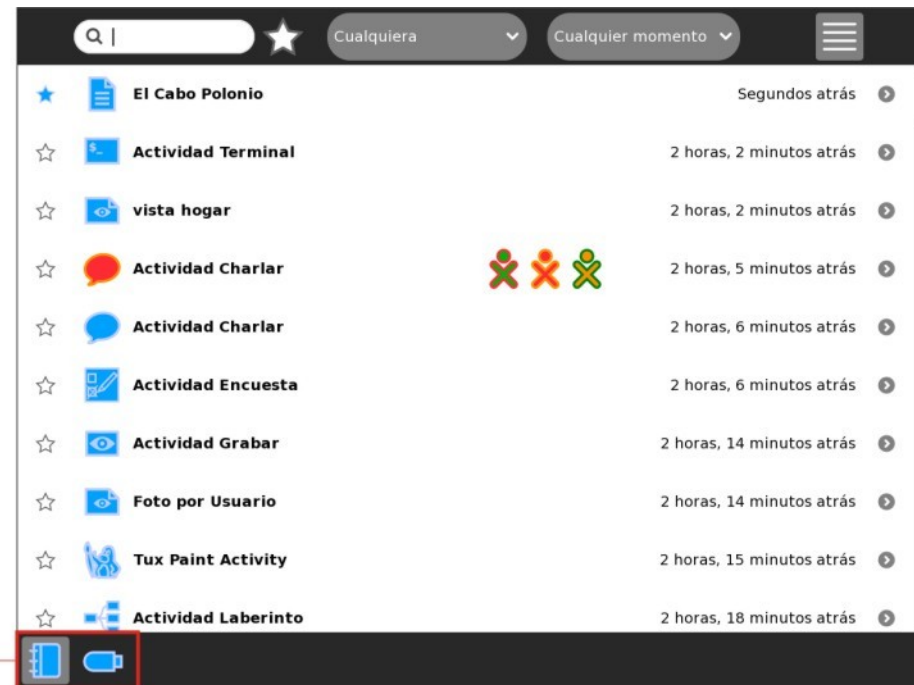 Cualquiera
Cualquier momento
El Cabo Polonio Segundos atrás
$_
Actividad Terminal 2 horas, 2 minutos atrás
vista hogar 2 horas, 2 minutos atrás
Actividad Charlar 2 horas, 5 minutos atrás
Actividad Charlar 2 horas, 6 minutos atrás
Actividad Encuesta 2 horas, 6 minutos atrás
Actividad Grabar 2 horas, 14 minutos atrás
Foto por Usuario 2 horas, 14 minutos atrás
Tux Paint Activity 2 horas, 15 minutos atrás
Actividad Laberinto 2 horas, 18 minutos atrás